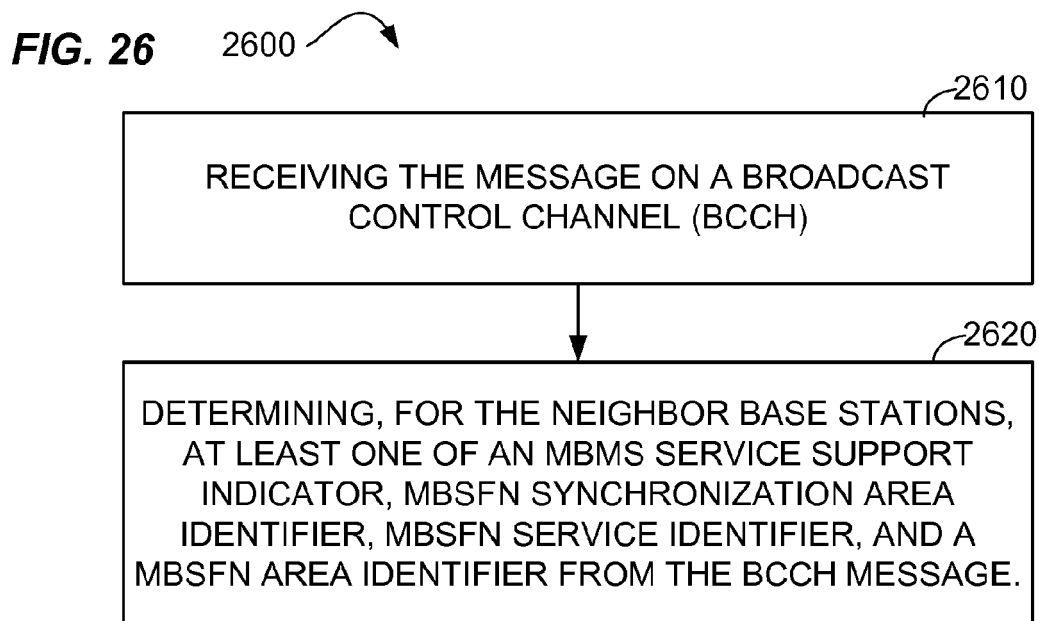 FIG. 26 2600
2610
RECEIVING THE MESSAGE ON A BROADCAST
CONTROL CHANNEL (BCCH)
2620
DETERMINING, FOR THE NEIGHBOR BASE STATIONS,
AT LEAST ONE OF AN MBMS SERVICE SUPPORT
INDICATOR, MBSFN SYNCHRONIZATION AREA
IDENTIFIER, MBSFN SERVICE IDENTIFIER, AND A
MBSFN AREA IDENTIFIER FROM THE BCCH MESSAGE.